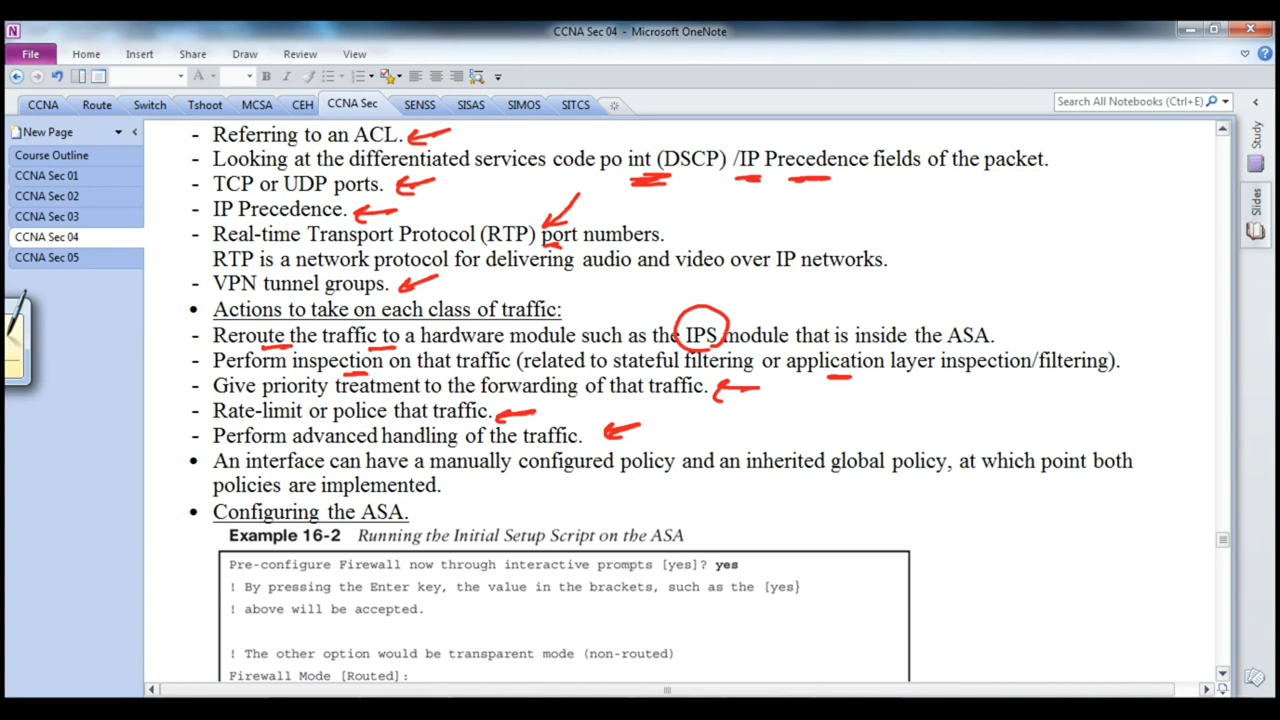 CCNA Sec 04 - Microsoft OneNote
File Home Insert Share Draw Review View
CCNA Route Switch Tshoot MCSA CEH CCNA Sec SENSS SISAS SIMOS SITCS
Search All Notebooks (Ctrl+E)
New Page
Course Outline
CCNA Sec 01
CCNA Sec 02
CCNA Sec 03
CCNA Sec 04
CCNA Sec 05
- Referring to an ACL.
- Looking at the differentiated services code po int (DSCP) /IP Precedence fields of the packet.
- TCP or UDP ports.
- IP Precedence.
- Real-time Transport Protocol (RTP) port numbers.
RTP is a network protocol for delivering audio and video over IP networks.
- VPN tunnel groups.
• Actions to take on each class of traffic:
- Reroute the traffic to a hardware module such as the IPS module that is inside the ASA.
- Perform inspection on that traffic (related to stateful filtering or application layer inspection/filtering).
- Give priority treatment to the forwarding of that traffic.
- Rate-limit or police that traffic.
- Perform advanced handling of the traffic.
• An interface can have a manually configured policy and an inherited global policy, at which point both
policies are implemented.
• Configuring the ASA.
Example 16-2 Running the Initial Setup Script on the ASA
Pre-configure Firewall now through interactive prompts [yes]? yes
! By pressing the Enter key, the value in the brackets, such as the [yes}
! above will be accepted.
! The other option would be transparent mode (non-routed)
Firewall Mode [Routed]:
Study
Slides